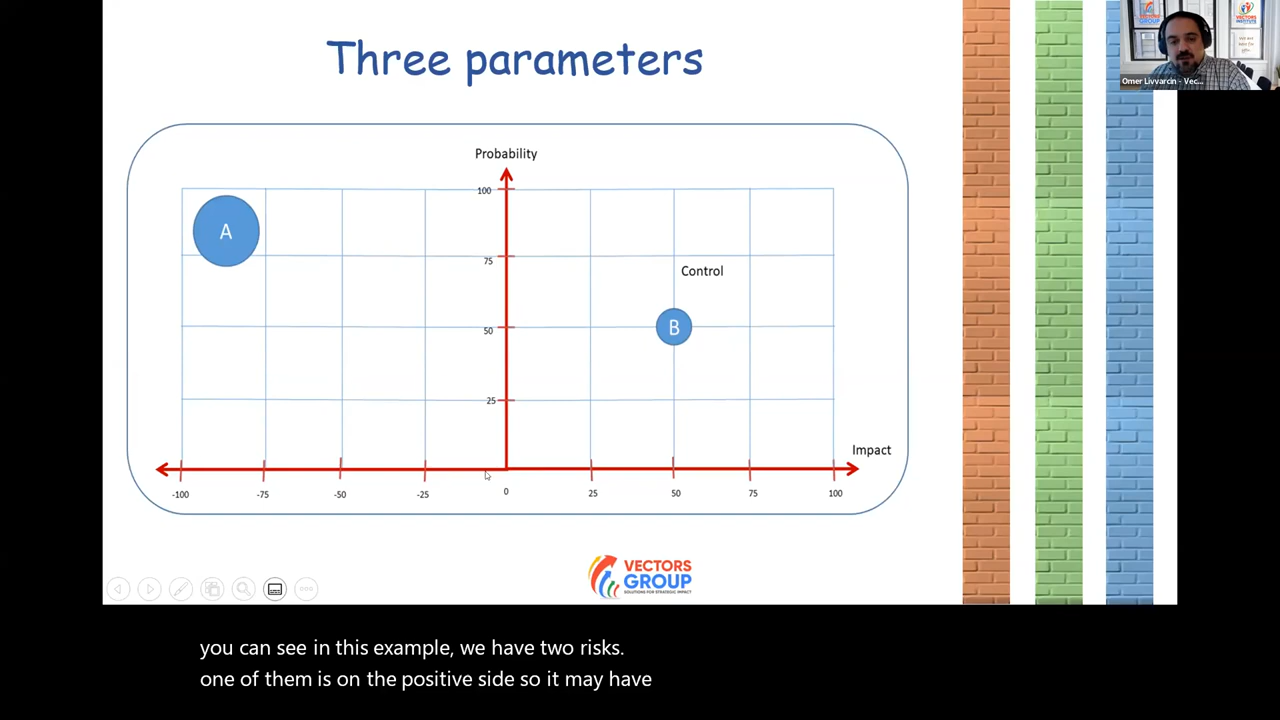 Three parameters
Probability
100
A
75
Control
50
B
25
Impact
-100
-75
-50
-25
0
25
50
75
100
VECTORS
GROUP
SOLUTIONS FOR STRATEGIC IMPACT
Omer Livvarcin - Vec...
VECTORS
INSTITUTE
you can see in this example, we have two risks.
one of them is on the positive side so it may have